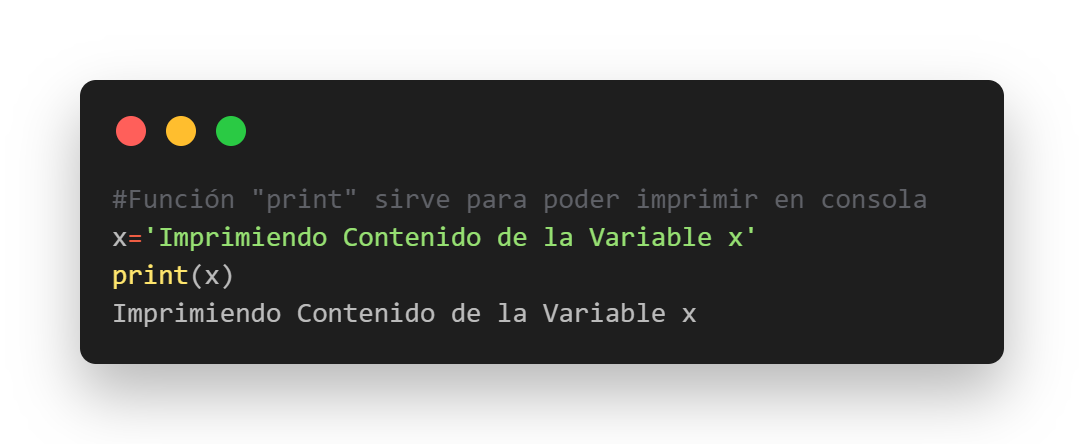 #Función "print" sirve para poder imprimir en consola
x='Imprimiendo Contenido de la Variable x'
print(x)
Imprimiendo Contenido de la Variable x